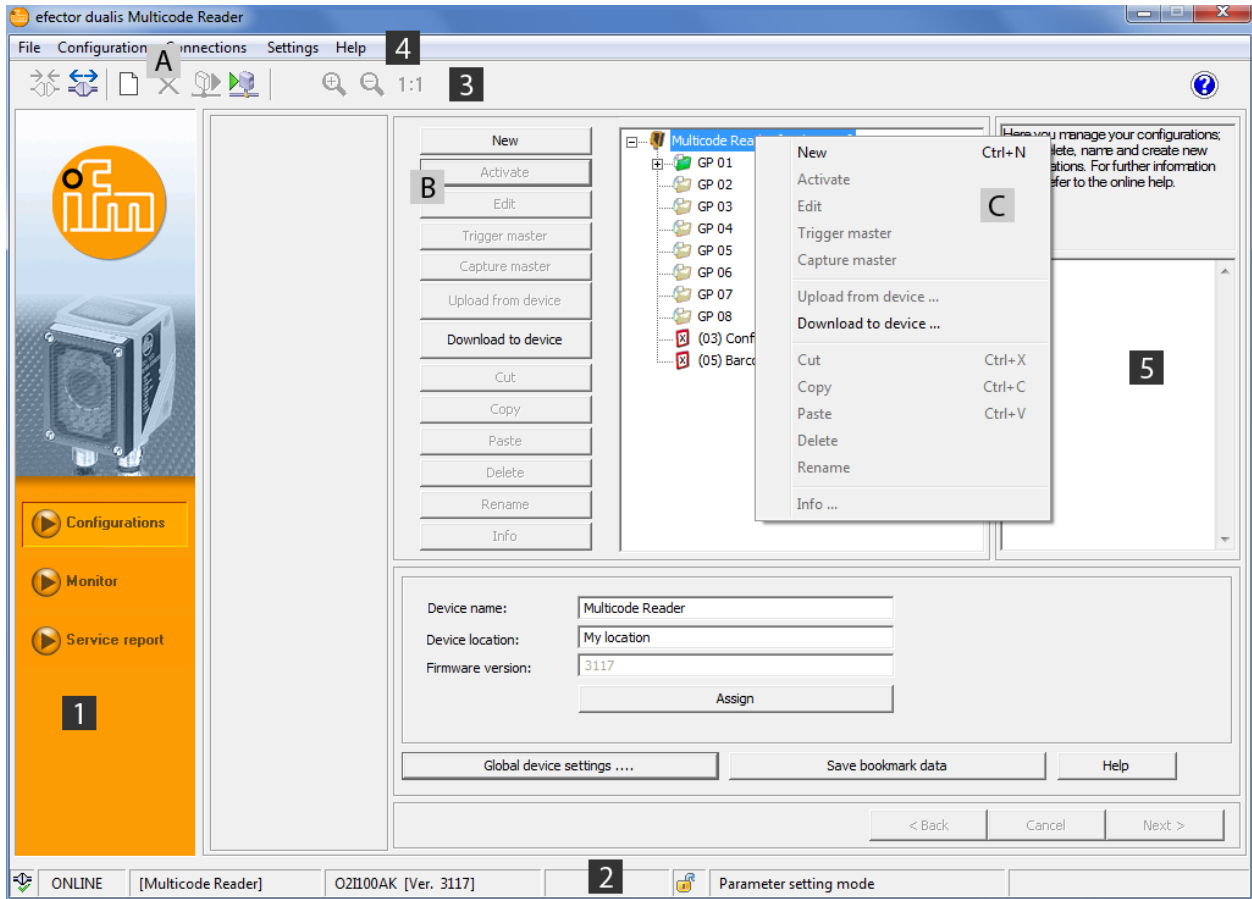 efector dualis Multicode Reader
File Configuration Connections Settings Help 4
A
1:1 3
ifm
Configurations
Monitor
Service report
1
New
Activate
B
Edit
Trigger master
Capture master
Upload from device
Download to device
Cut
Copy
Paste
Delete
Rename
Info
Multicode Rea
GP 01
GP 02
GP 03
GP 04
GP 05
GP 06
GP 07
GP 08
(03) Conf
(05) Barco
New Ctrl+N
Activate
Edit
C
Trigger master
Capture master
Upload from device ...
Download to device ...
Cut Ctrl+X
Copy Ctrl+C
Paste Ctrl+V
Delete
Rename
Info ...
Here you manage your configurations;
lete, name and create new
ations. For further information
efer to the online help.
5
Device name: Multicode Reader
Device location: My location
Firmware version: 3117
Assign
Global device settings ....
Save bookmark data
Help
< Back
Cancel
Next >
ONLINE [Multicode Reader] O2I100AK [Ver. 3117] 2 Parameter setting mode